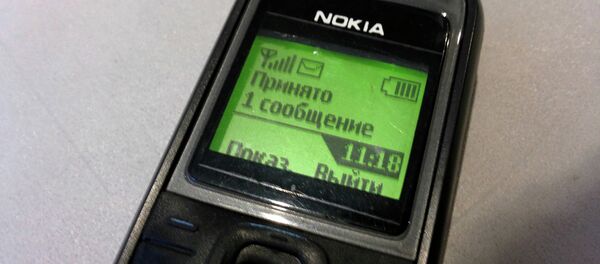 NOKIA
Принято
1 сообщение
11:18
Показ. Выйти